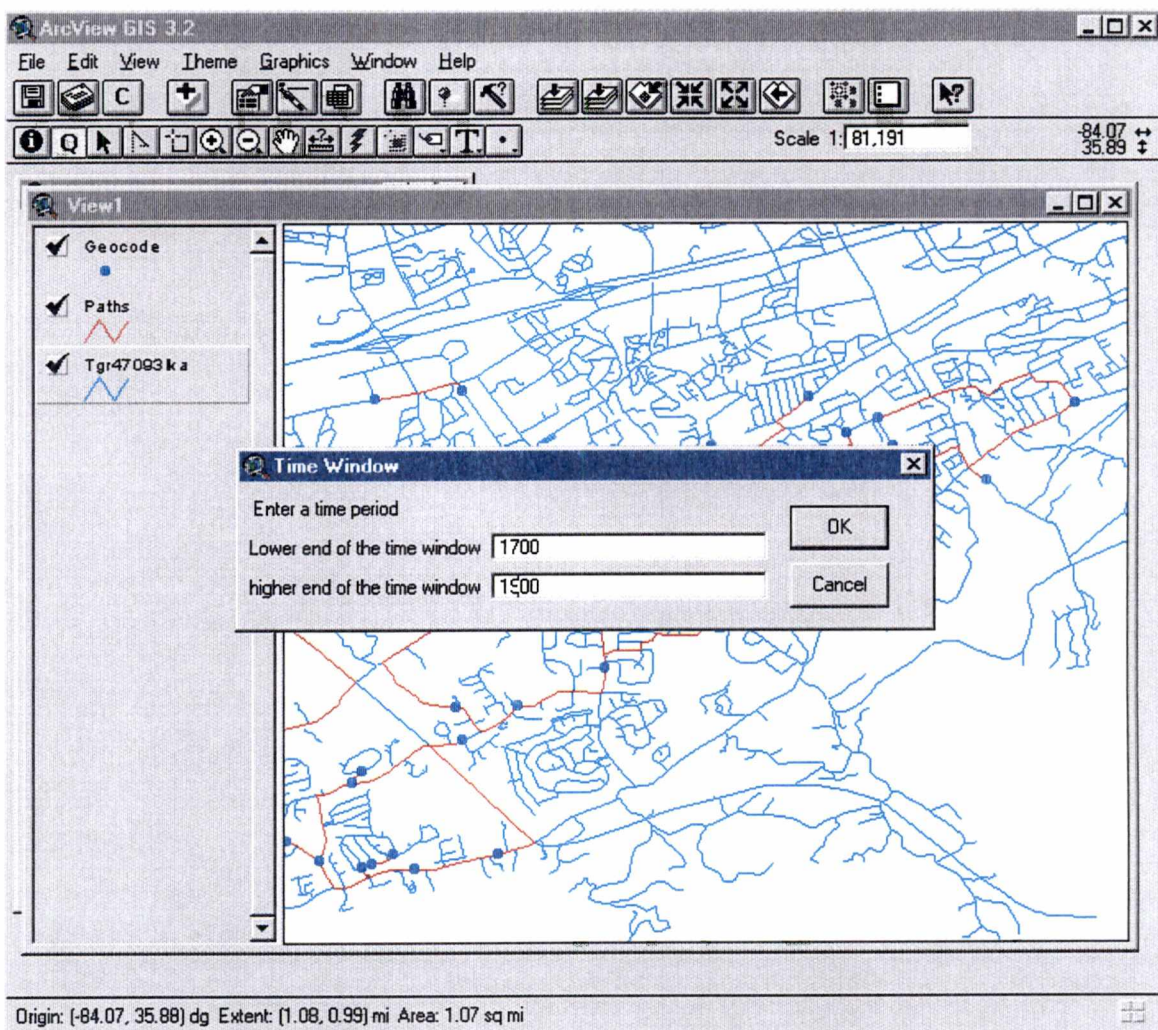 ArcView GIS 3.2
File Edit View Theme Graphics Window Help
C
Q T
Scale 1: 81,191
-84.07
35.89
View1
Geocode
Paths
Time Window
Enter a time period
Lower end of the time window 1700
OK
higher end of the time window
Cancel
Origin: (-84.07, 35.88) dg Extent: (1.08, 0.99) mi Area: 1.07 sq mi